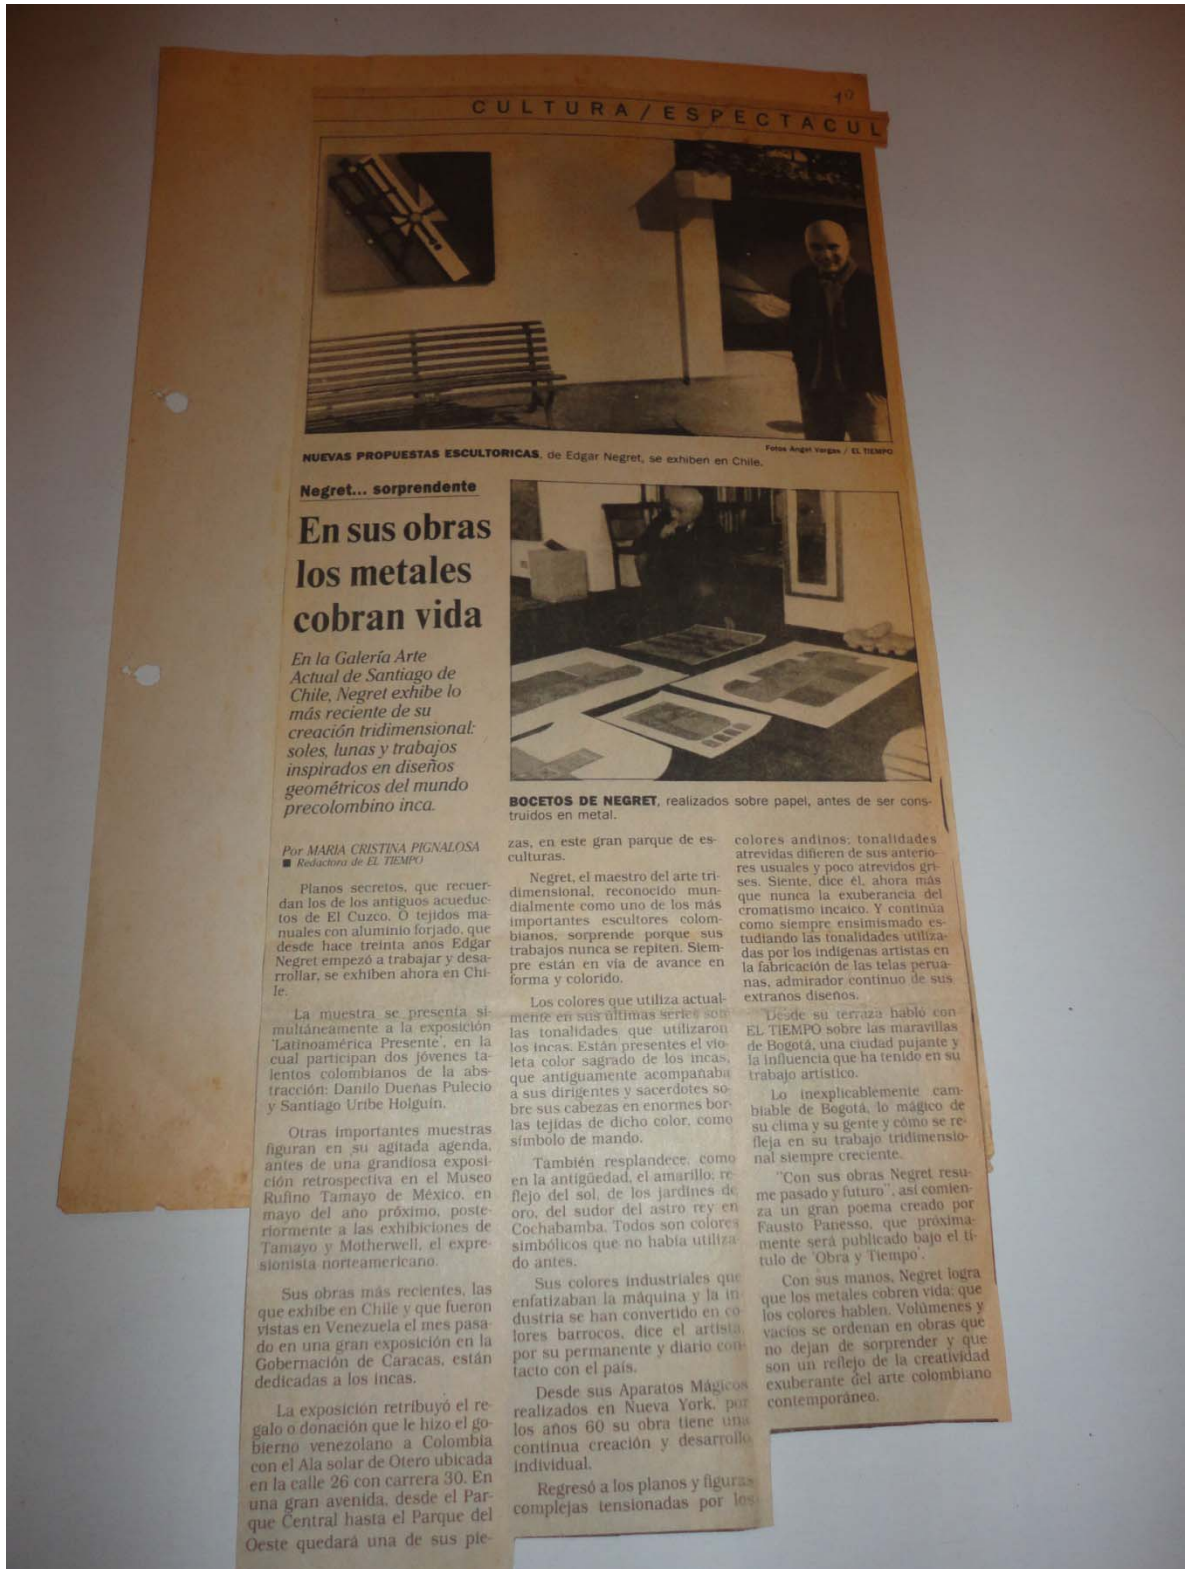 10
CULTURA/ESPECTACUL
NUEVAS PROPUESTAS ESCULTORICAS, de Edgar Negret, se exhiben en Chile.
Fotos Angel Vargas / EL TIEMPO
Negret... sorprendente
En sus obras
los metales
cobran vida
En la Galería Arte
Actual de Santiago de
Chile, Negret exhibe lo
más reciente de su
creación tridimensional:
soles, lunas y trabajos
inspirados en diseños
geométricos del mundo
precolombino inca.
BOCETOS DE NEGRET, realizados sobre papel, antes de ser cons-
truidos en metal.
Por MARIA CRISTINA PIGNALOSA
■ Redactora de EL TIEMPO
Planos secretos, que recuer-
dan los de los antiguos acueduc-
tos de El Cuzco. O tejidos ma-
nuales con aluminio forjado, que
desde hace treinta años Edgar
Negret empezó a trabajar y desa-
rrollar, se exhiben ahora en Chi-
le.
La muestra se presenta si-
multáneamente a la exposición
'Latinoamérica Presente', en la
cual participan dos jóvenes ta-
lentos colombianos de la abs-
tracción: Danilo Dueñas Pulecio
y Santiago Uribe Holguín.
Otras importantes muestras
figuran en su agitada agenda,
antes de una grandiosa exposi-
ción retrospectiva en el Museo
Rufino Tamayo de México, en
mayo del año próximo, poste-
riormente a las exhibiciones de
Tamayo y Motherwell, el expre-
sionista norteamericano.
Sus obras más recientes, las
que exhibe en Chile y que fueron
vistas en Venezuela el mes pasa-
do en una gran exposición en la
Gobernación de Caracas, están
dedicadas a los incas.
La exposición retribuyó el re-
galo o donación que le hizo el go-
bierno venezolano a Colombia
con el Ala solar de Otero ubicada
en la calle 26 con carrera 30. En
una gran avenida, desde el Par-
que Central hasta el Parque del
Oeste quedará una de sus pie-
zas, en este gran parque de es-
culturas.
Negret, el maestro del arte tri-
dimensional, reconocido mun-
dialmente como uno de los más
importantes escultores colom-
bianos, sorprende porque sus
trabajos nunca se repiten. Siem-
pre están en vía de avance en
forma y colorido.
Los colores que utiliza actual-
mente en sus últimas series son
las tonalidades que utilizaron
los incas. Están presentes el vio-
leta color sagrado de los incas,
que antiguamente acompañaba
a sus dirigentes y sacerdotes so-
bre sus cabezas en enormes bor-
las tejidas de dicho color, como
símbolo de mando.
También resplandece, como
en la antigüedad, el amarillo, re-
flejo del sol, de los jardines de
oro, del sudor del astro rey en
Cochabamba. Todos son colores
simbólicos que no había utiliza-
do antes.
Sus colores industriales que
enfatizaban la máquina y la in-
dustria se han convertido en co-
lores barrocos, dice el artista,
por su permanente y diario con-
tacto con el país.
Desde sus Aparatos Mágicos
realizados en Nueva York, por
los años 60 su obra tiene una
continua creación y desarrollo
individual.
Regresó a los planos y figuras
complejas tensionadas por los
colores andinos; tonalidades
atrevidas difieren de sus anterio-
res usuales y poco atrevidos gri-
ses. Siente, dice él, ahora más
que nunca la exuberancia del
cromatismo incaico. Y continúa
como siempre ensimismado es-
tudiando las tonalidades utiliza-
das por los indígenas artistas en
la fabricación de las telas perua-
nas, admirador continuo de sus
extraños diseños.
Desde su terraza habló con
EL TIEMPO sobre las maravillas
de Bogotá, una ciudad pujante y
la influencia que ha tenido en su
trabajo artístico.
Lo inexplicablemente cam-
biable de Bogotá, lo mágico de
su clima y su gente y cómo se re-
fleja en su trabajo tridimensio-
nal siempre creciente.
"Con sus obras Negret resu-
me pasado y futuro", así comien-
za un gran poema creado por
Fausto Panesso, que próxima-
mente será publicado bajo el tí-
tulo de 'Obra y Tiempo'.
Con sus manos, Negret logra
que los metales cobren vida; que
los colores hablen. Volúmenes y
vacíos se ordenan en obras que
no dejan de sorprender y que
son un reflejo de la creatividad
exuberante del arte colombiano
contemporáneo.